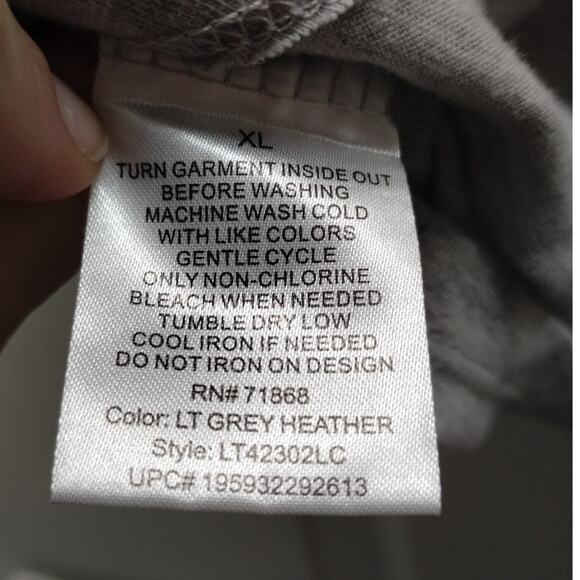 XL
TURN GARMENT INSIDE OUT
BEFORE WASHING
MACHINE WASH COLD
WITH LIKE COLORS
GENTLE CYCLE
ONLY NON-CHLORINE
BLEACH WHEN NEEDED
TUMBLE DRY LOW
COOL IRON IF NEEDED
DO NOT IRON ON DESIGN
RN# 71868
Color: LT GREY HEATHER
Style: LT42302LC
UPC# 195932292613